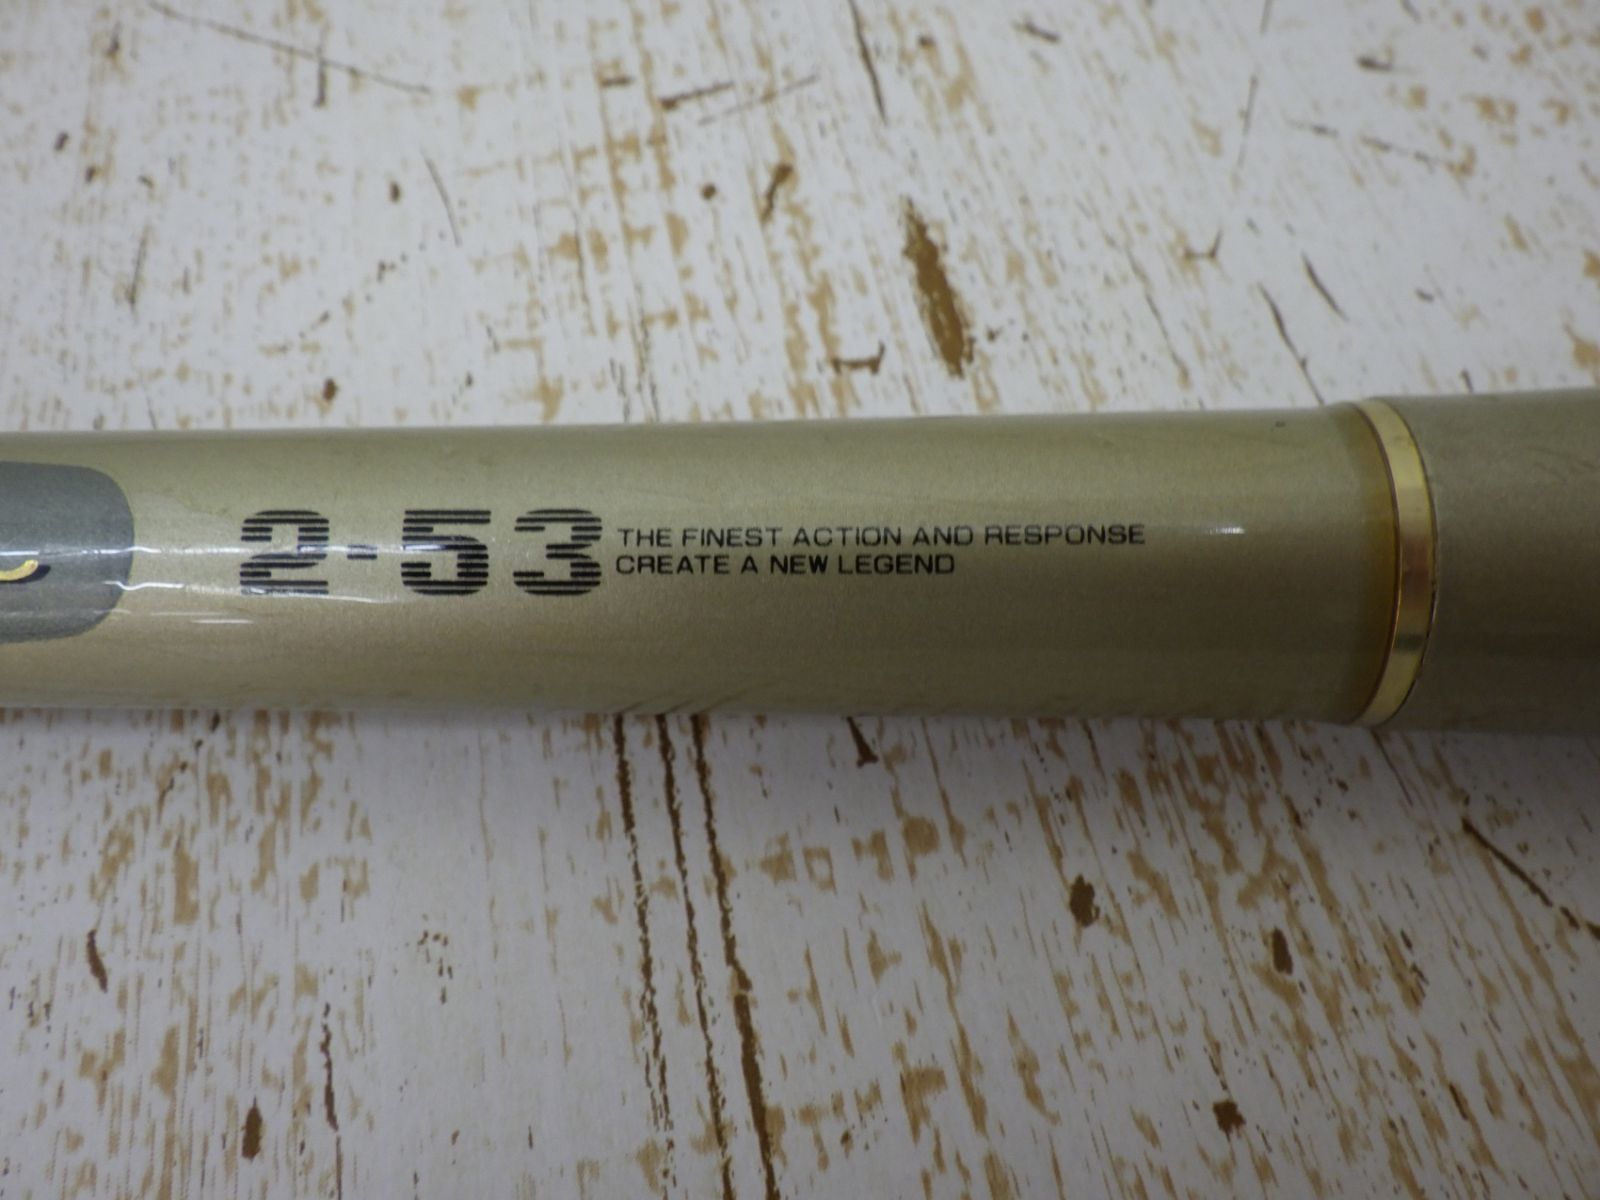 2-53
THE FINEST ACTION AND RESPONSE
CREATE A NEW LEGEND